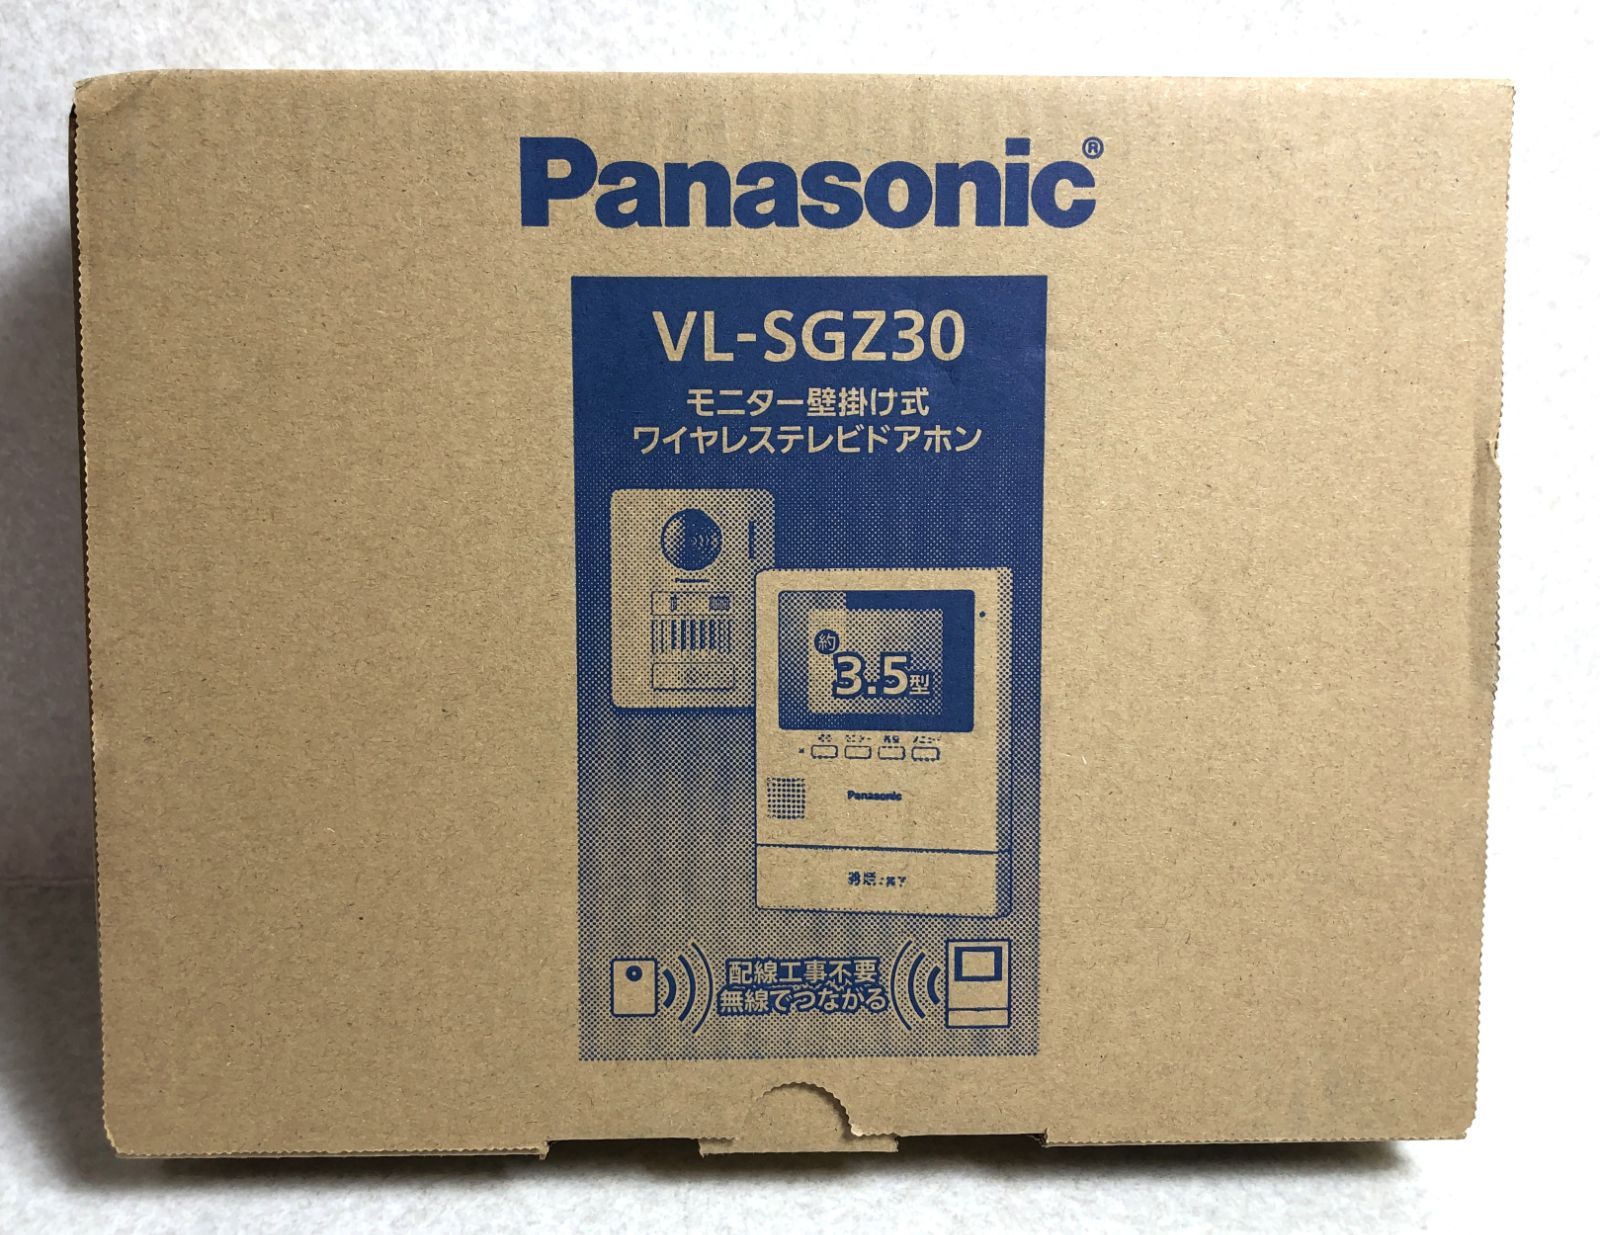 Panasonic®
VL-SGZ30
モニター壁掛け式
ワイヤレステレビドアホン
約
3.5型
Panasonic
配線工事不要
無線でつながる